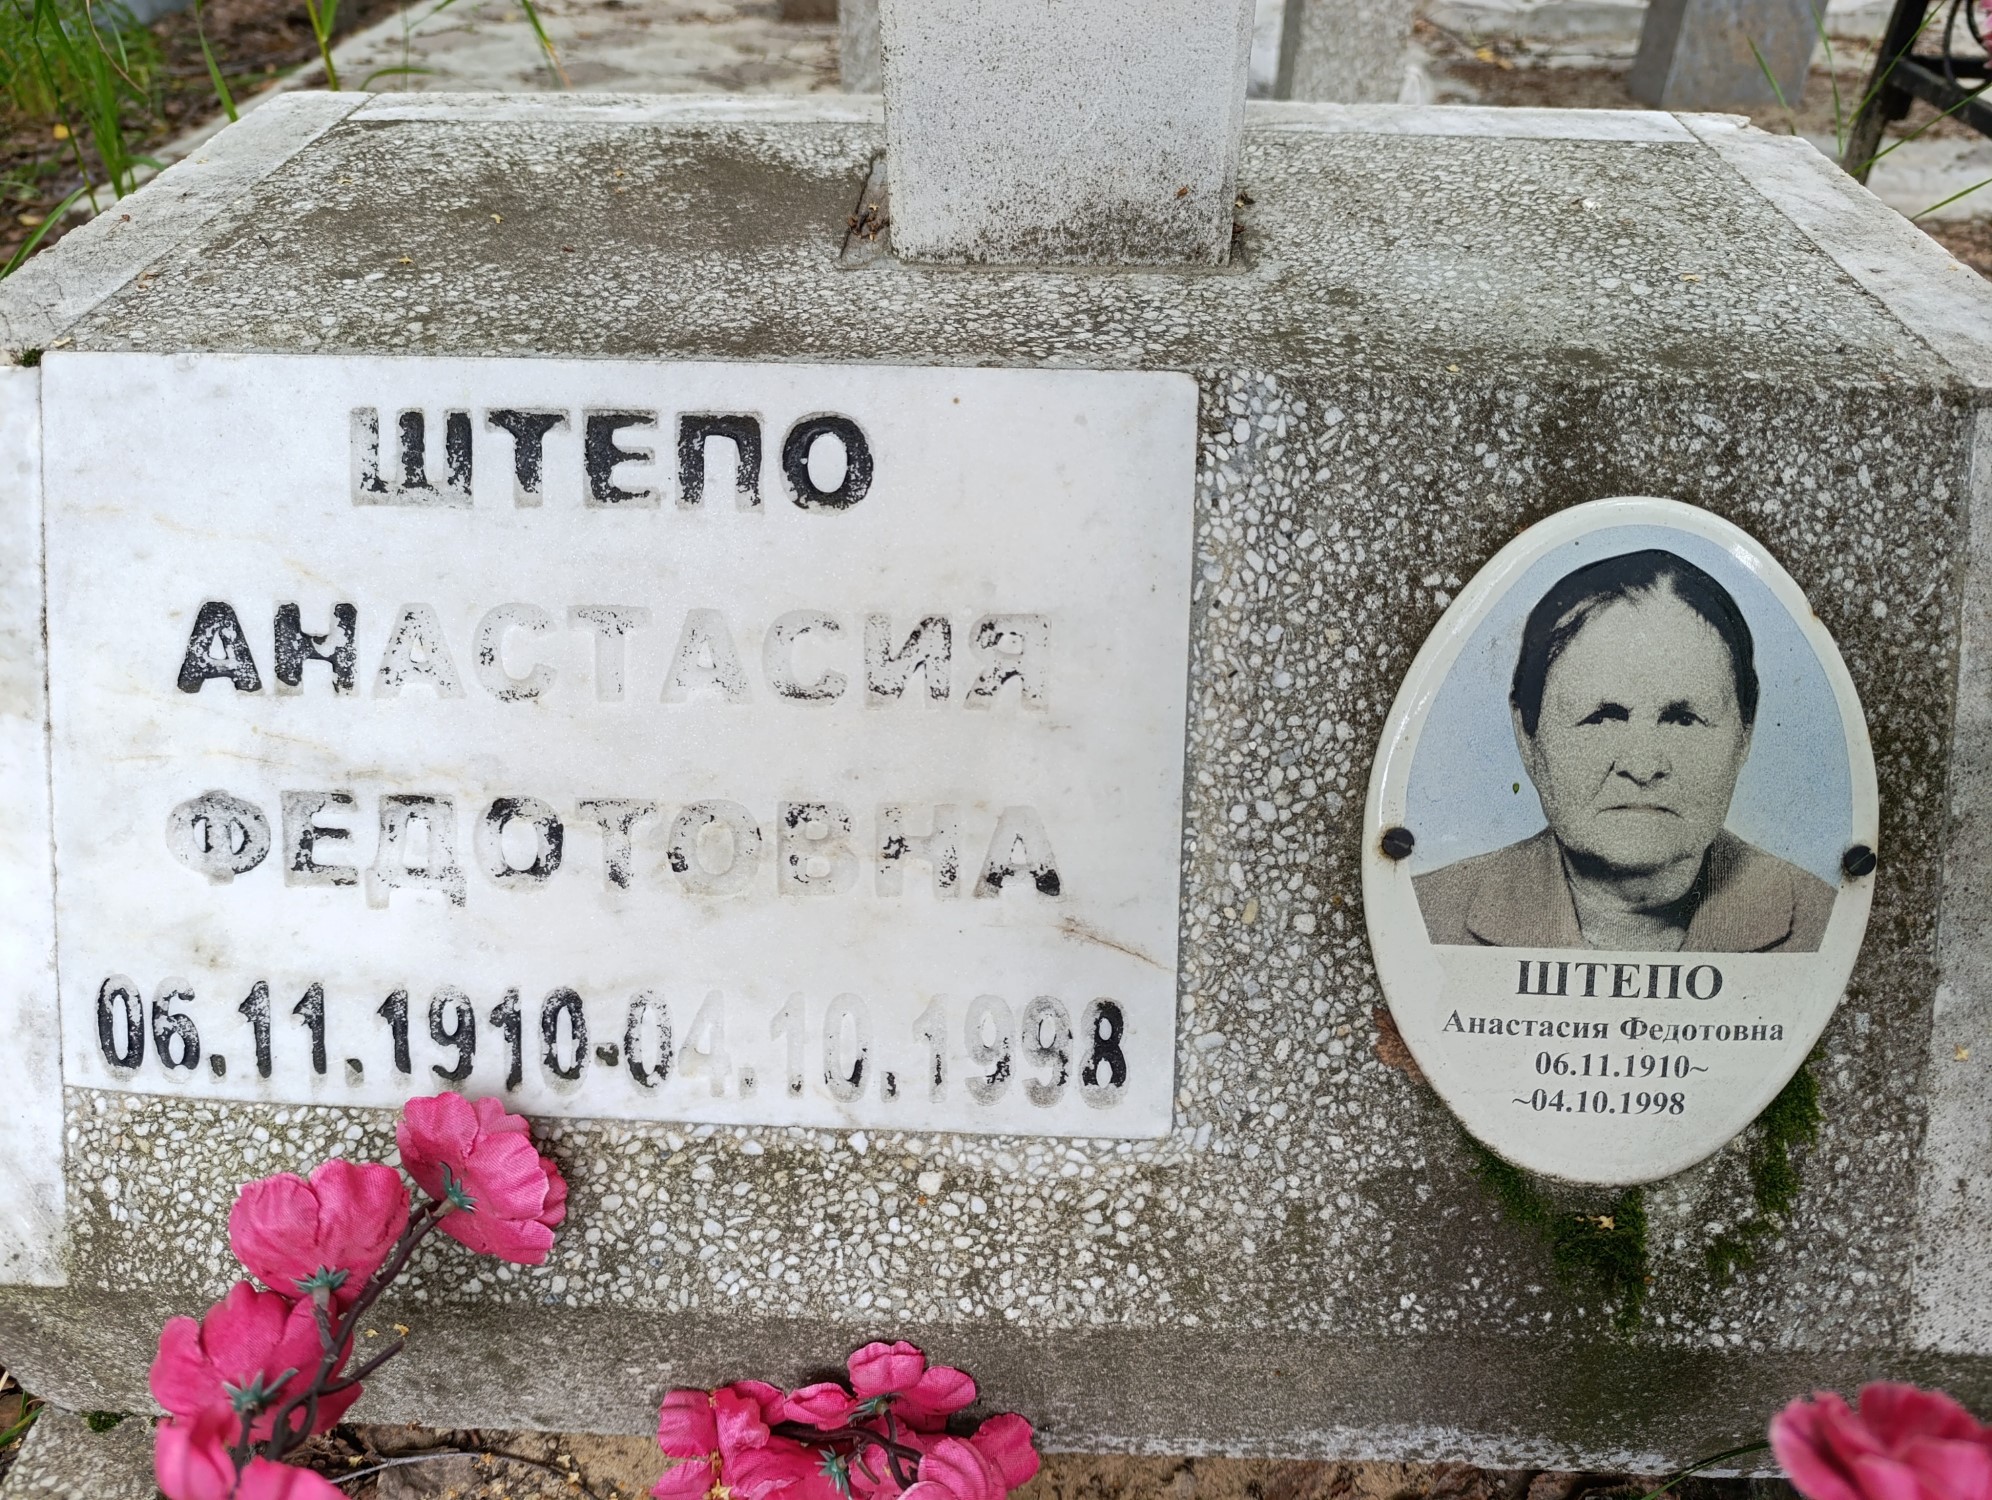 ШТЕПО
АНАСТАСИЯ
ФЕДОТОВНА
06.11.1910-04.10.1998
ШТЕПО
Анастасия Федотовна
06.11.1910~
~04.10.1998